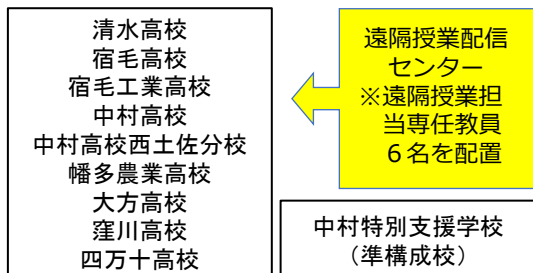 清水高校
宿毛高校
宿毛工業高校
中村高校
中村高校西土佐分校
幡多農業高校
大方高校
窪川高校
四万十高校
遠隔授業配信
センター
※遠隔授業担
当専任教員
６名を配置
中村特別支援学校
（準構成校）